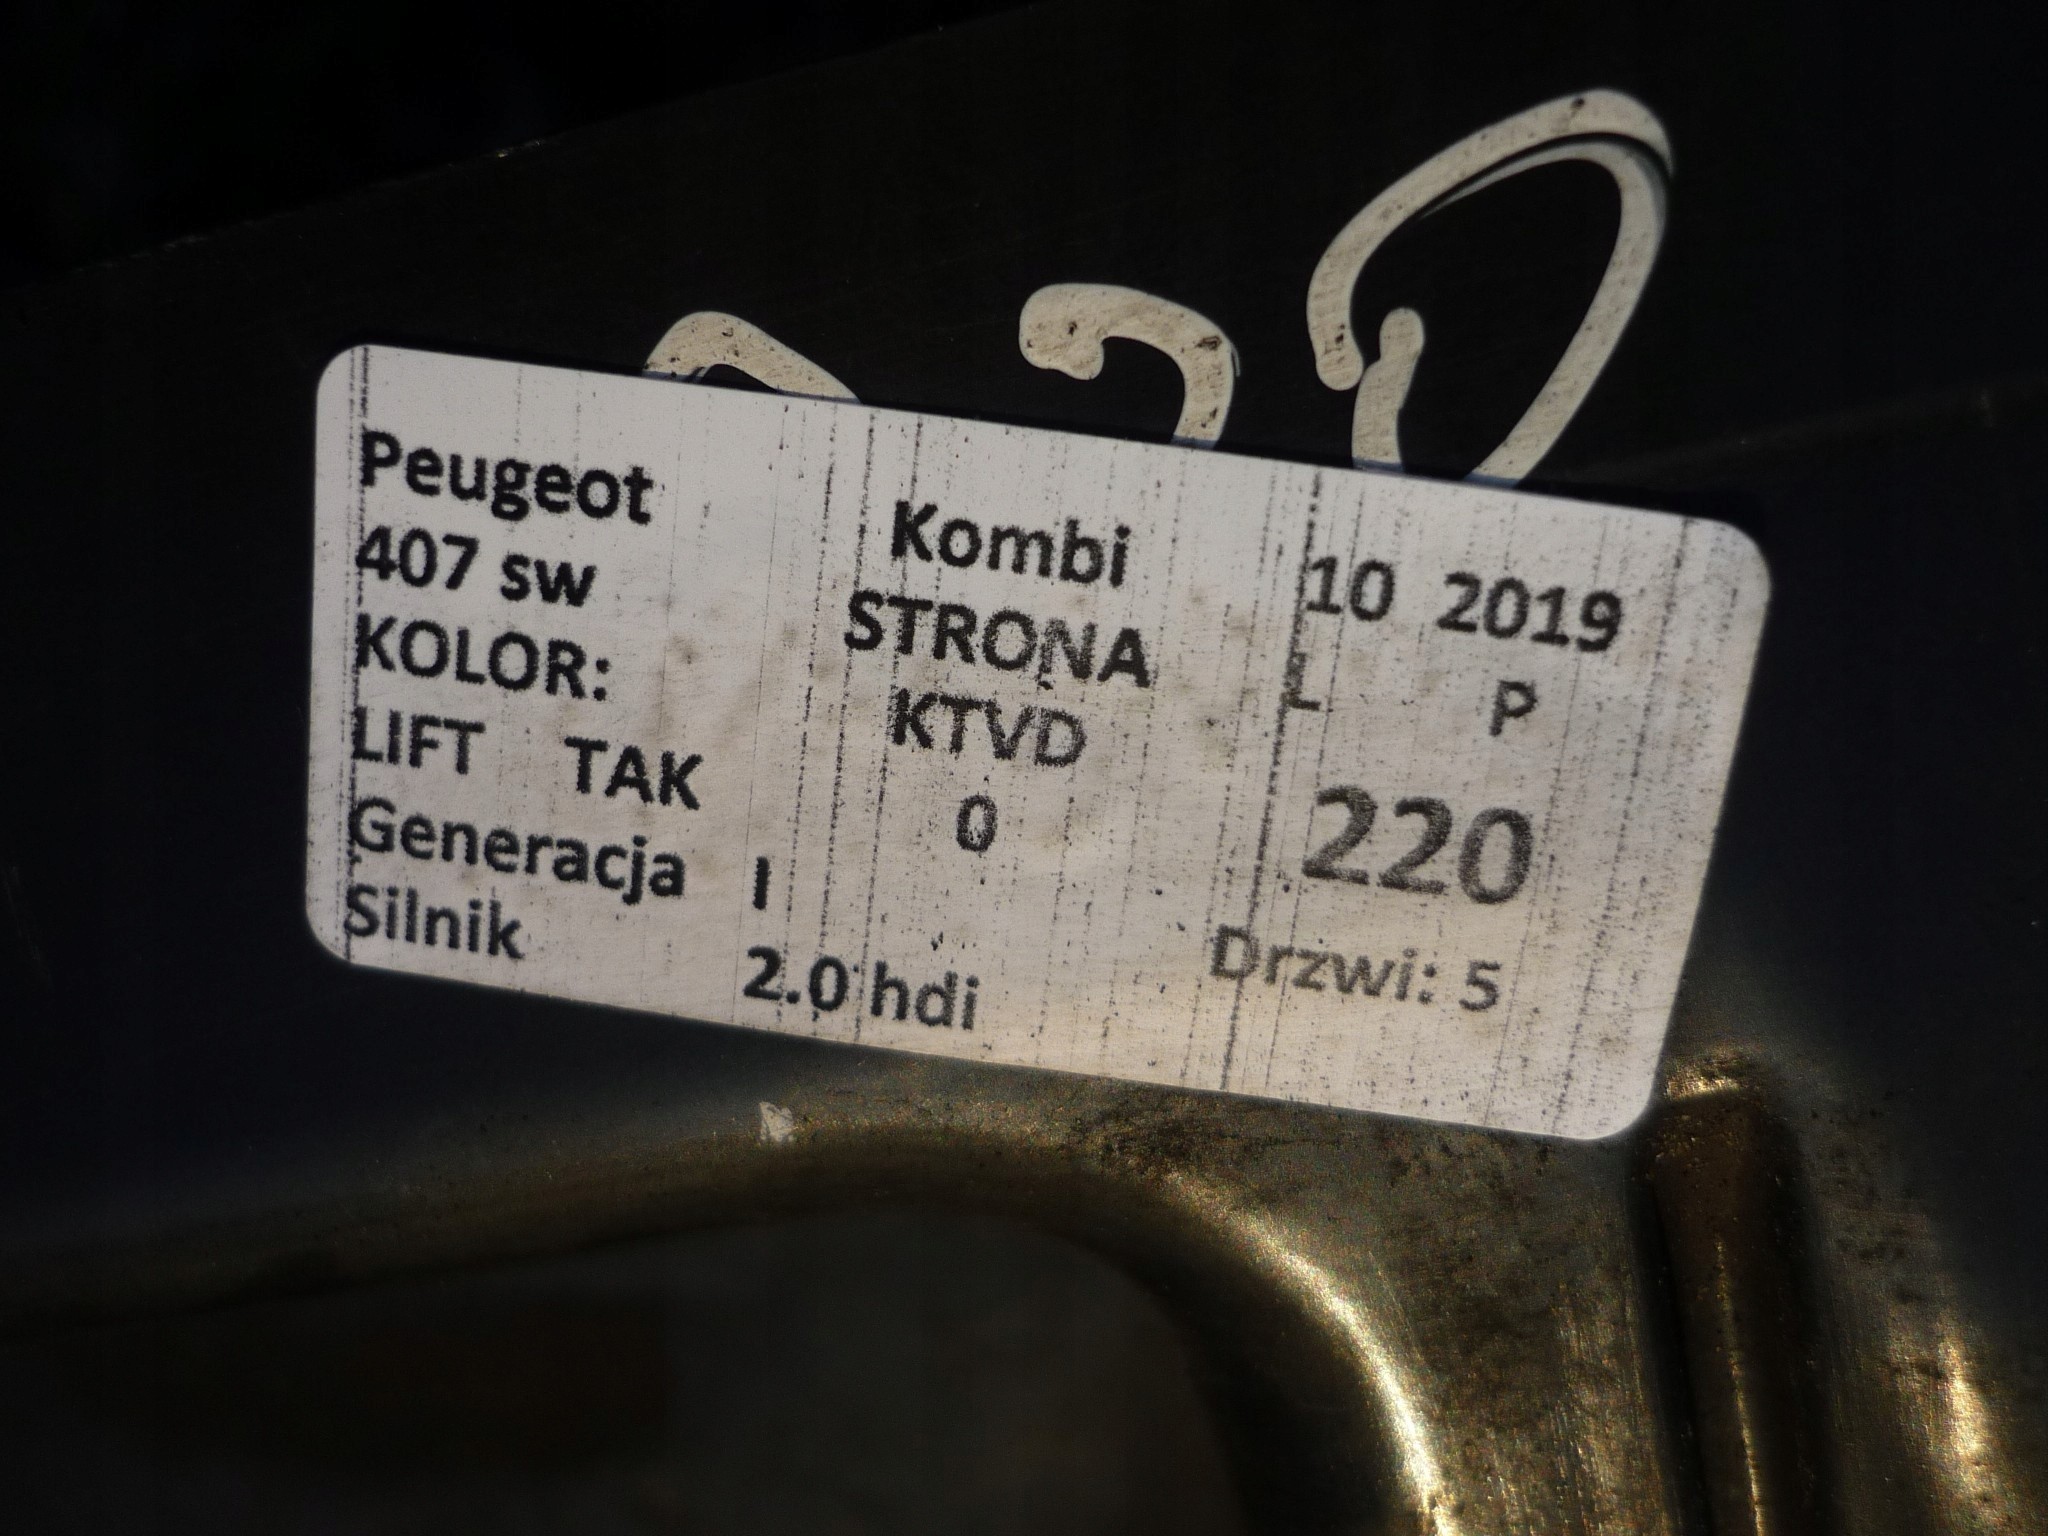 Peugeot Kombi 10 2019
407 sw STRONA L P
KOLOR: KTVD
LIFT TAK 0 220
Generacja I
Silnik 2.0 hdi Drzwi: 5